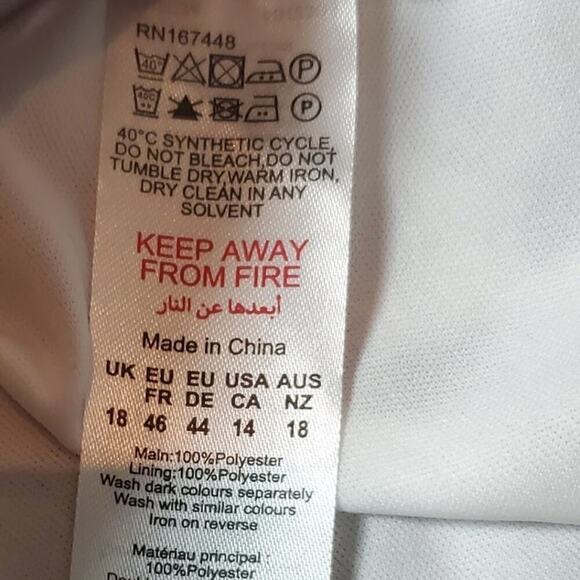 RN167448
40°
P
40C
P
40°C SYNTHETIC CYCLE,
DO NOT BLEACH,DO NOT
TUMBLE DRY,WARM IRON,
DRY CLEAN IN ANY
SOLVENT
KEEP AWAY
FROM FIRE
أبعدها عن النار
Made in China
UK EU EU USA AUS
FR DE CA NZ
18 46 44 14 18
Main:100%Polyester
Lining:100%Polyester
Wash dark colours separately
Wash with similar colours
Iron on reverse
Matériau principal :
100%Polyester